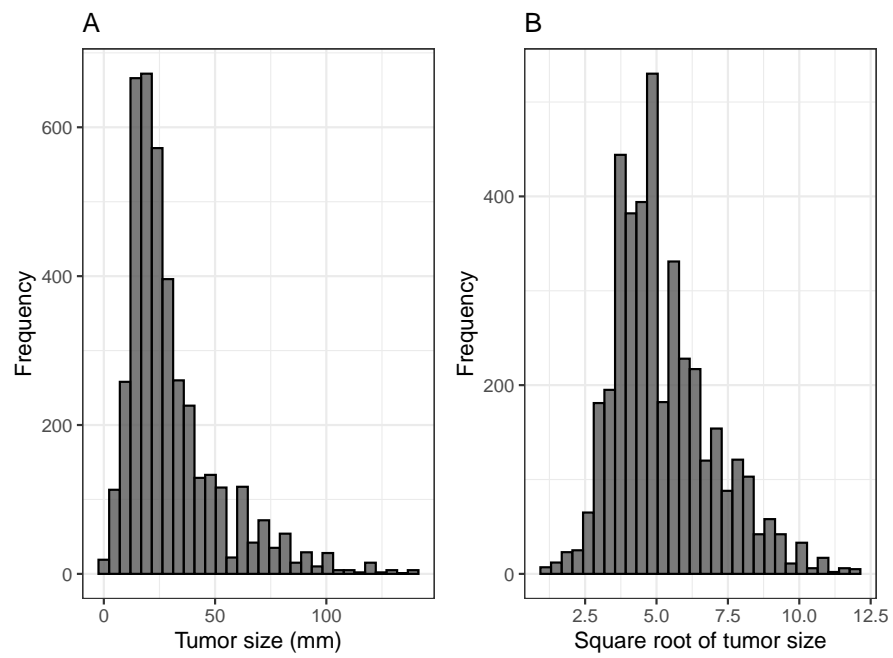 A
600
400
200
0
Frequency
0 50 100
Tumor size (mm)
B
400
200
0
Frequency
2.5 5.0 7.5 10.0 12.5
Square root of tumor size